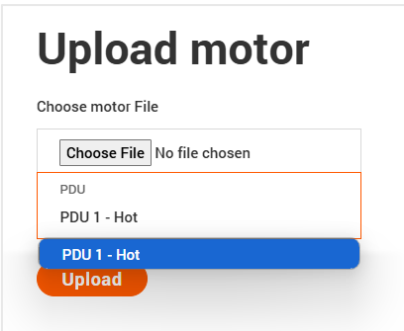 Upload motor
Choose motor File
Choose File No file chosen
PDU
PDU 1 - Hot
PDU 1 - Hot
Upload